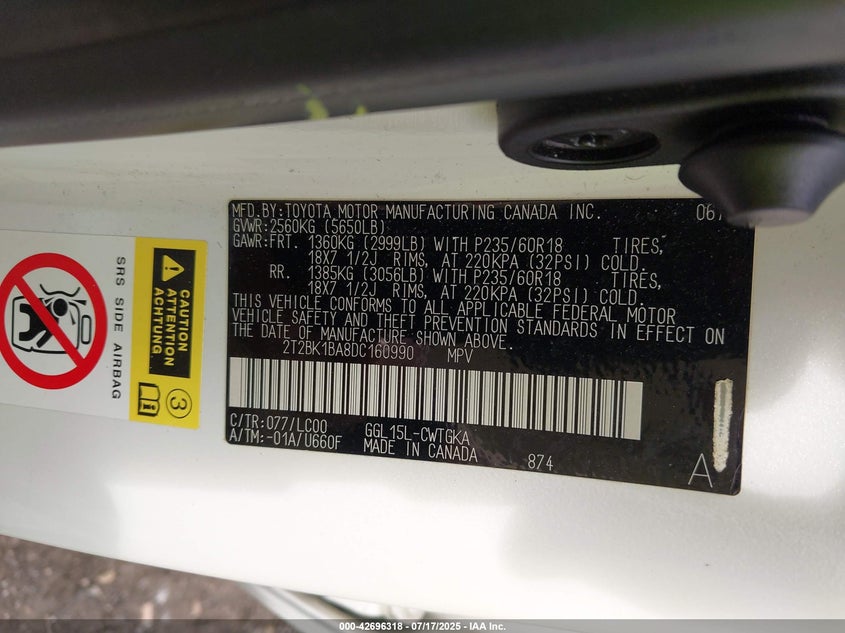 MFD.BY:TOYOTA MOTOR MANUFACTURING CANADA INC.
GVWR:2560KG (5650LB)
GAWR:FRT. 1360KG (2999LB) WITH P235/60R18 TIRES,
18X7 1/2J RIMS, AT 220KPA (32PSI) COLD.
RR. 1385KG (3056LB) WITH P235/60R18 TIRES,
18X7 1/2J RIMS, AT 220KPA (32PSI) COLD.
THIS VEHICLE CONFORMS TO ALL APPLICABLE FEDERAL MOTOR
VEHICLE SAFETY AND THEFT PREVENTION STANDARDS IN EFFECT ON
THE DATE OF MANUFACTURE SHOWN ABOVE.
2T2BK1BA8DC160990 MPV
C/TR:077/LC00 GGL15L-CWTGKA
A/TM:-01A/U660F MADE IN CANADA
874
A
SRS SIDE AIRBAG
CAUTION
ATTENTION
ACHTUNG
3
000-42696318 - 07/17/2025 - IAA Inc.